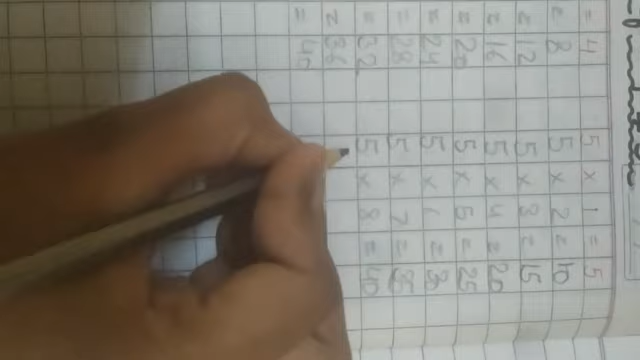 = 4 5 × 1 = 5
= 8 5 × 2 = 10
= 12 5 × 3 = 15
= 16 5 × 4 = 20
= 20 5 × 5 = 25
= 24 5 × 6 = 30
= 28 5 × 7 = 35
= 32 5 × 8 = 40
= 36
= 40